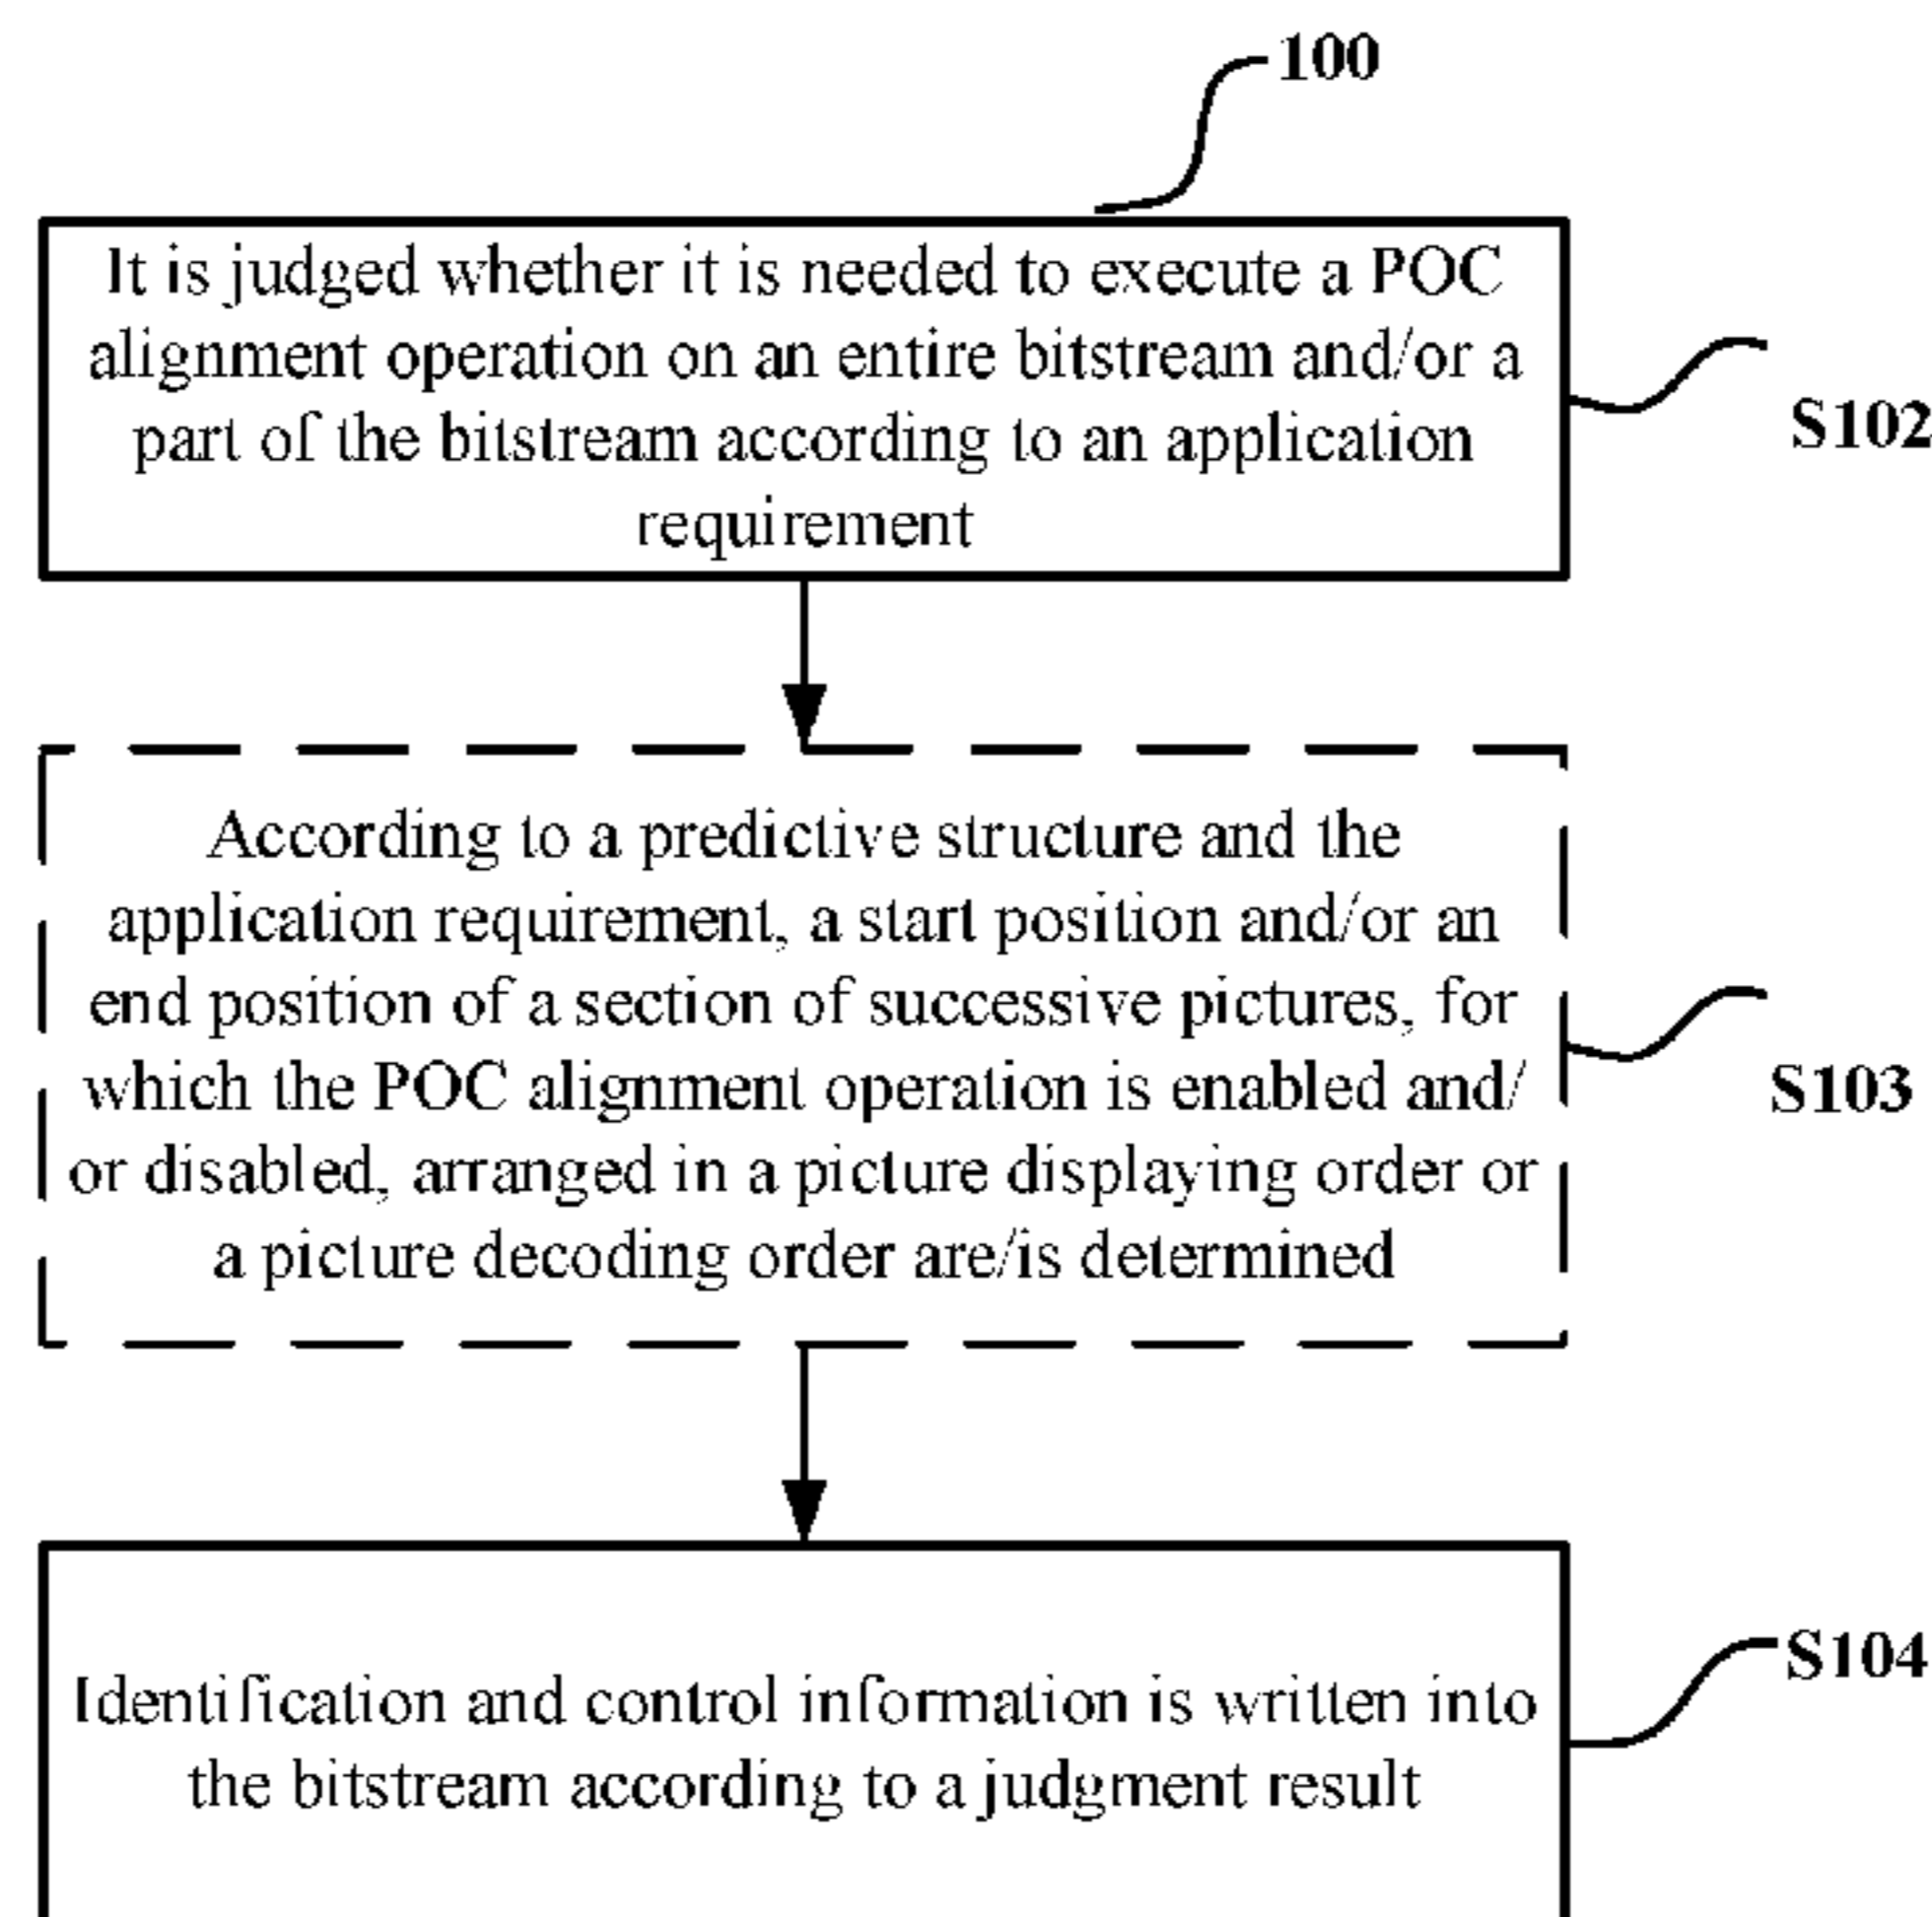 100
It is judged whether it is needed to execute a POC
alignment operation on an entire bitstream and/or a
part of the bitstream according to an application
requirement
S102
According to a predictive structure and the
application requirement, a start position and/or an
end position of a section of successive pictures, for
which the POC alignment operation is enabled and/
or disabled, arranged in a picture displaying order or
a picture decoding order are/is determined
S103
Identification and control information is written into
the bitstream according to a judgment result
S104